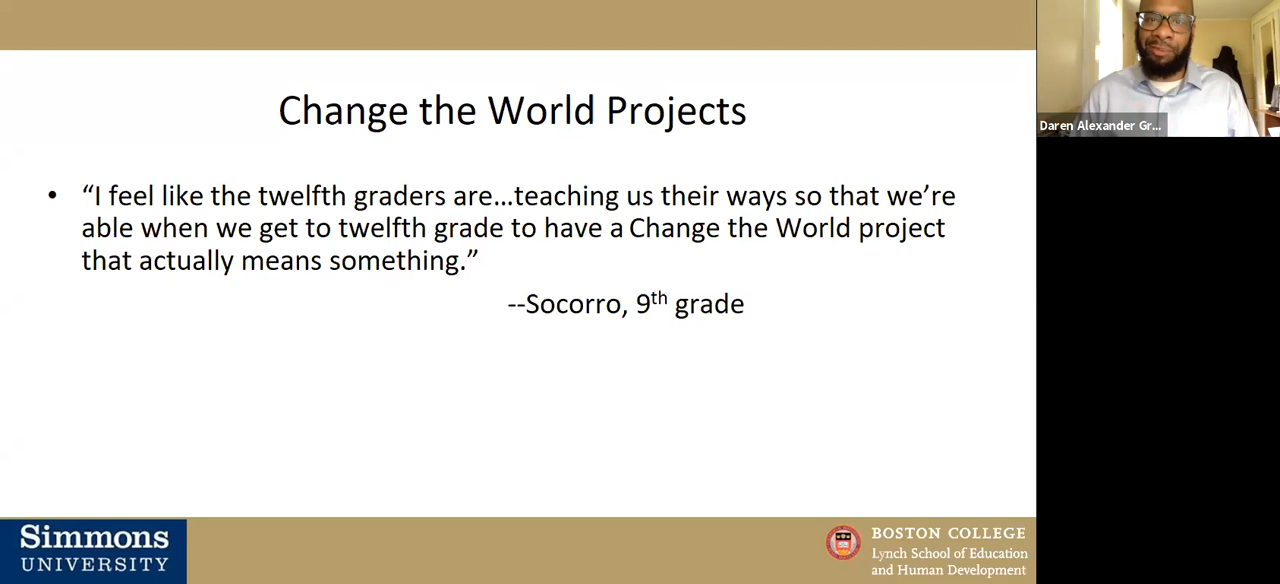 Change the World Projects
• “I feel like the twelfth graders are…teaching us their ways so that we’re
able when we get to twelfth grade to have a Change the World project
that actually means something.”
--Socorro, 9th grade
Daren Alexander Gr...
Simmons
UNIVERSITY
BOSTON COLLEGE
Lynch School of Education
and Human Development